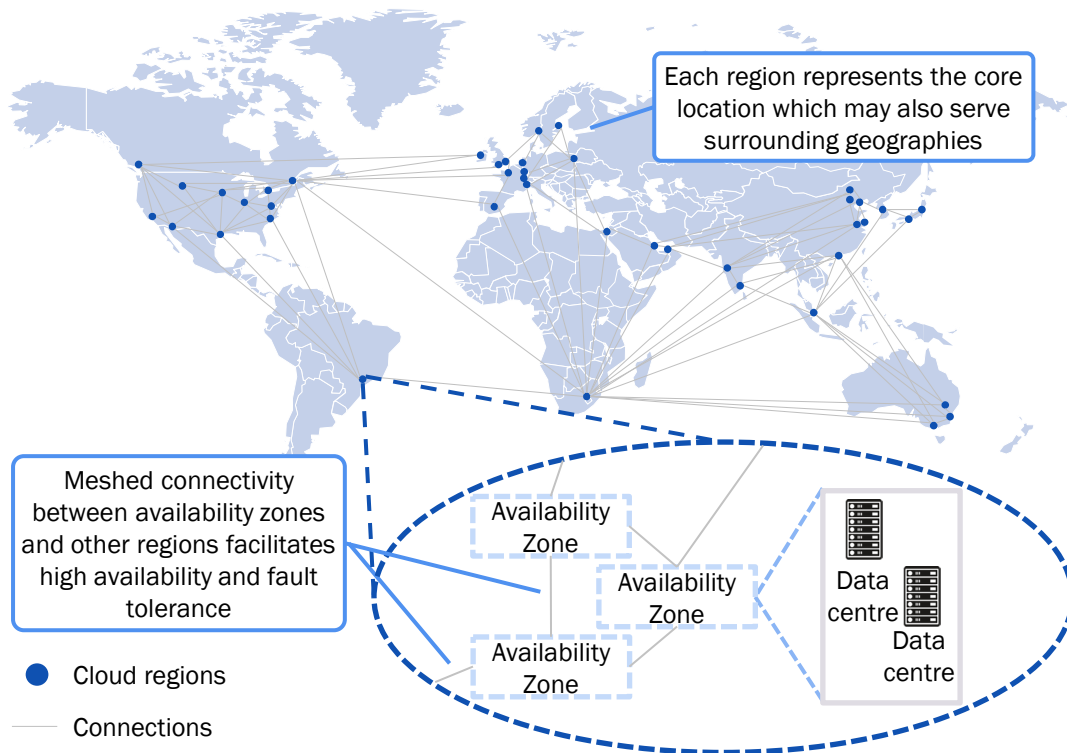 Each region represents the core
location which may also serve
surrounding geographies
Meshed connectivity
between availability zones
and other regions facilitates
high availability and fault
tolerance
Availability
Zone
Availability
Zone
Availability
Zone
Data
centre
Data
centre
Cloud regions
Connections